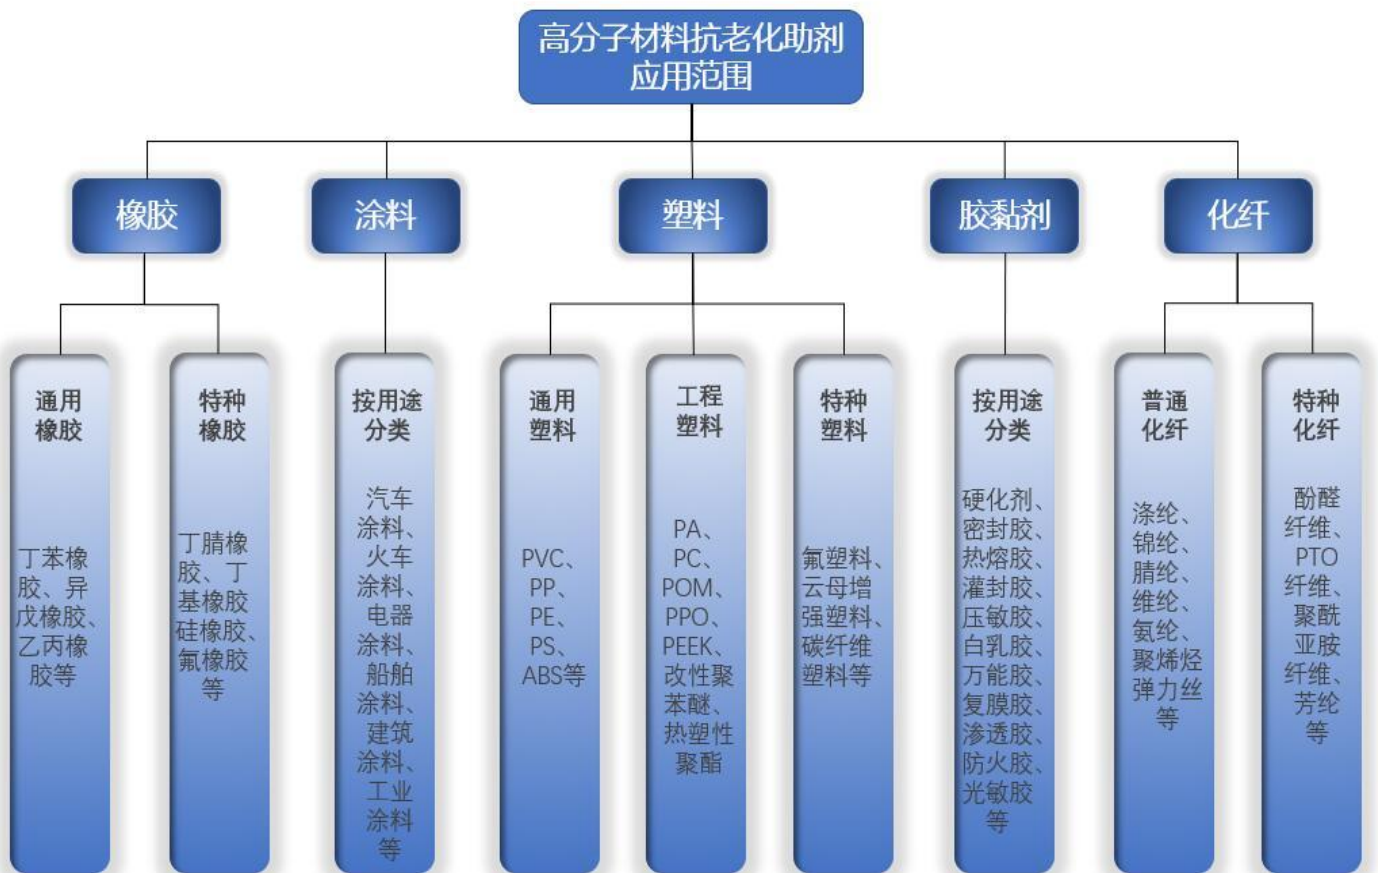 高分子材料抗老化助剂
应用范围
橡胶
涂料
塑料
胶黏剂
化纤
通用
橡胶
丁苯橡
胶、异
戊橡胶、
乙丙橡
胶等
特种
橡胶
丁腈橡
胶、丁
基橡胶
硅橡胶、
氟橡胶
等
按用途
分类
汽车
涂料、
火车
涂料、
电器
涂料、
船舶
涂料、
建筑
涂料、
工业
涂料等
通用
塑料
PVC、
PP、
PE、
PS、
ABS等
工程
塑料
PA、
PC、
POM、
PPO、
PEEK、
改性聚
苯醚、
热塑性
聚酯
特种
塑料
氟塑料、
云母增
强塑料、
碳纤维
塑料等
按用途
分类
硬化剂、
密封胶、
热熔胶、
灌封胶、
压敏胶、
白乳胶、
万能胶、
复膜胶、
渗透胶、
防火胶、
光敏胶
等
普通
化纤
涤纶、
锦纶、
腈纶、
维纶、
氨纶、
聚烯烃
弹力丝
等
特种
化纤
酚醛
纤维、
PTO
纤维、
聚酰
亚胺
纤维、
芳纶
等